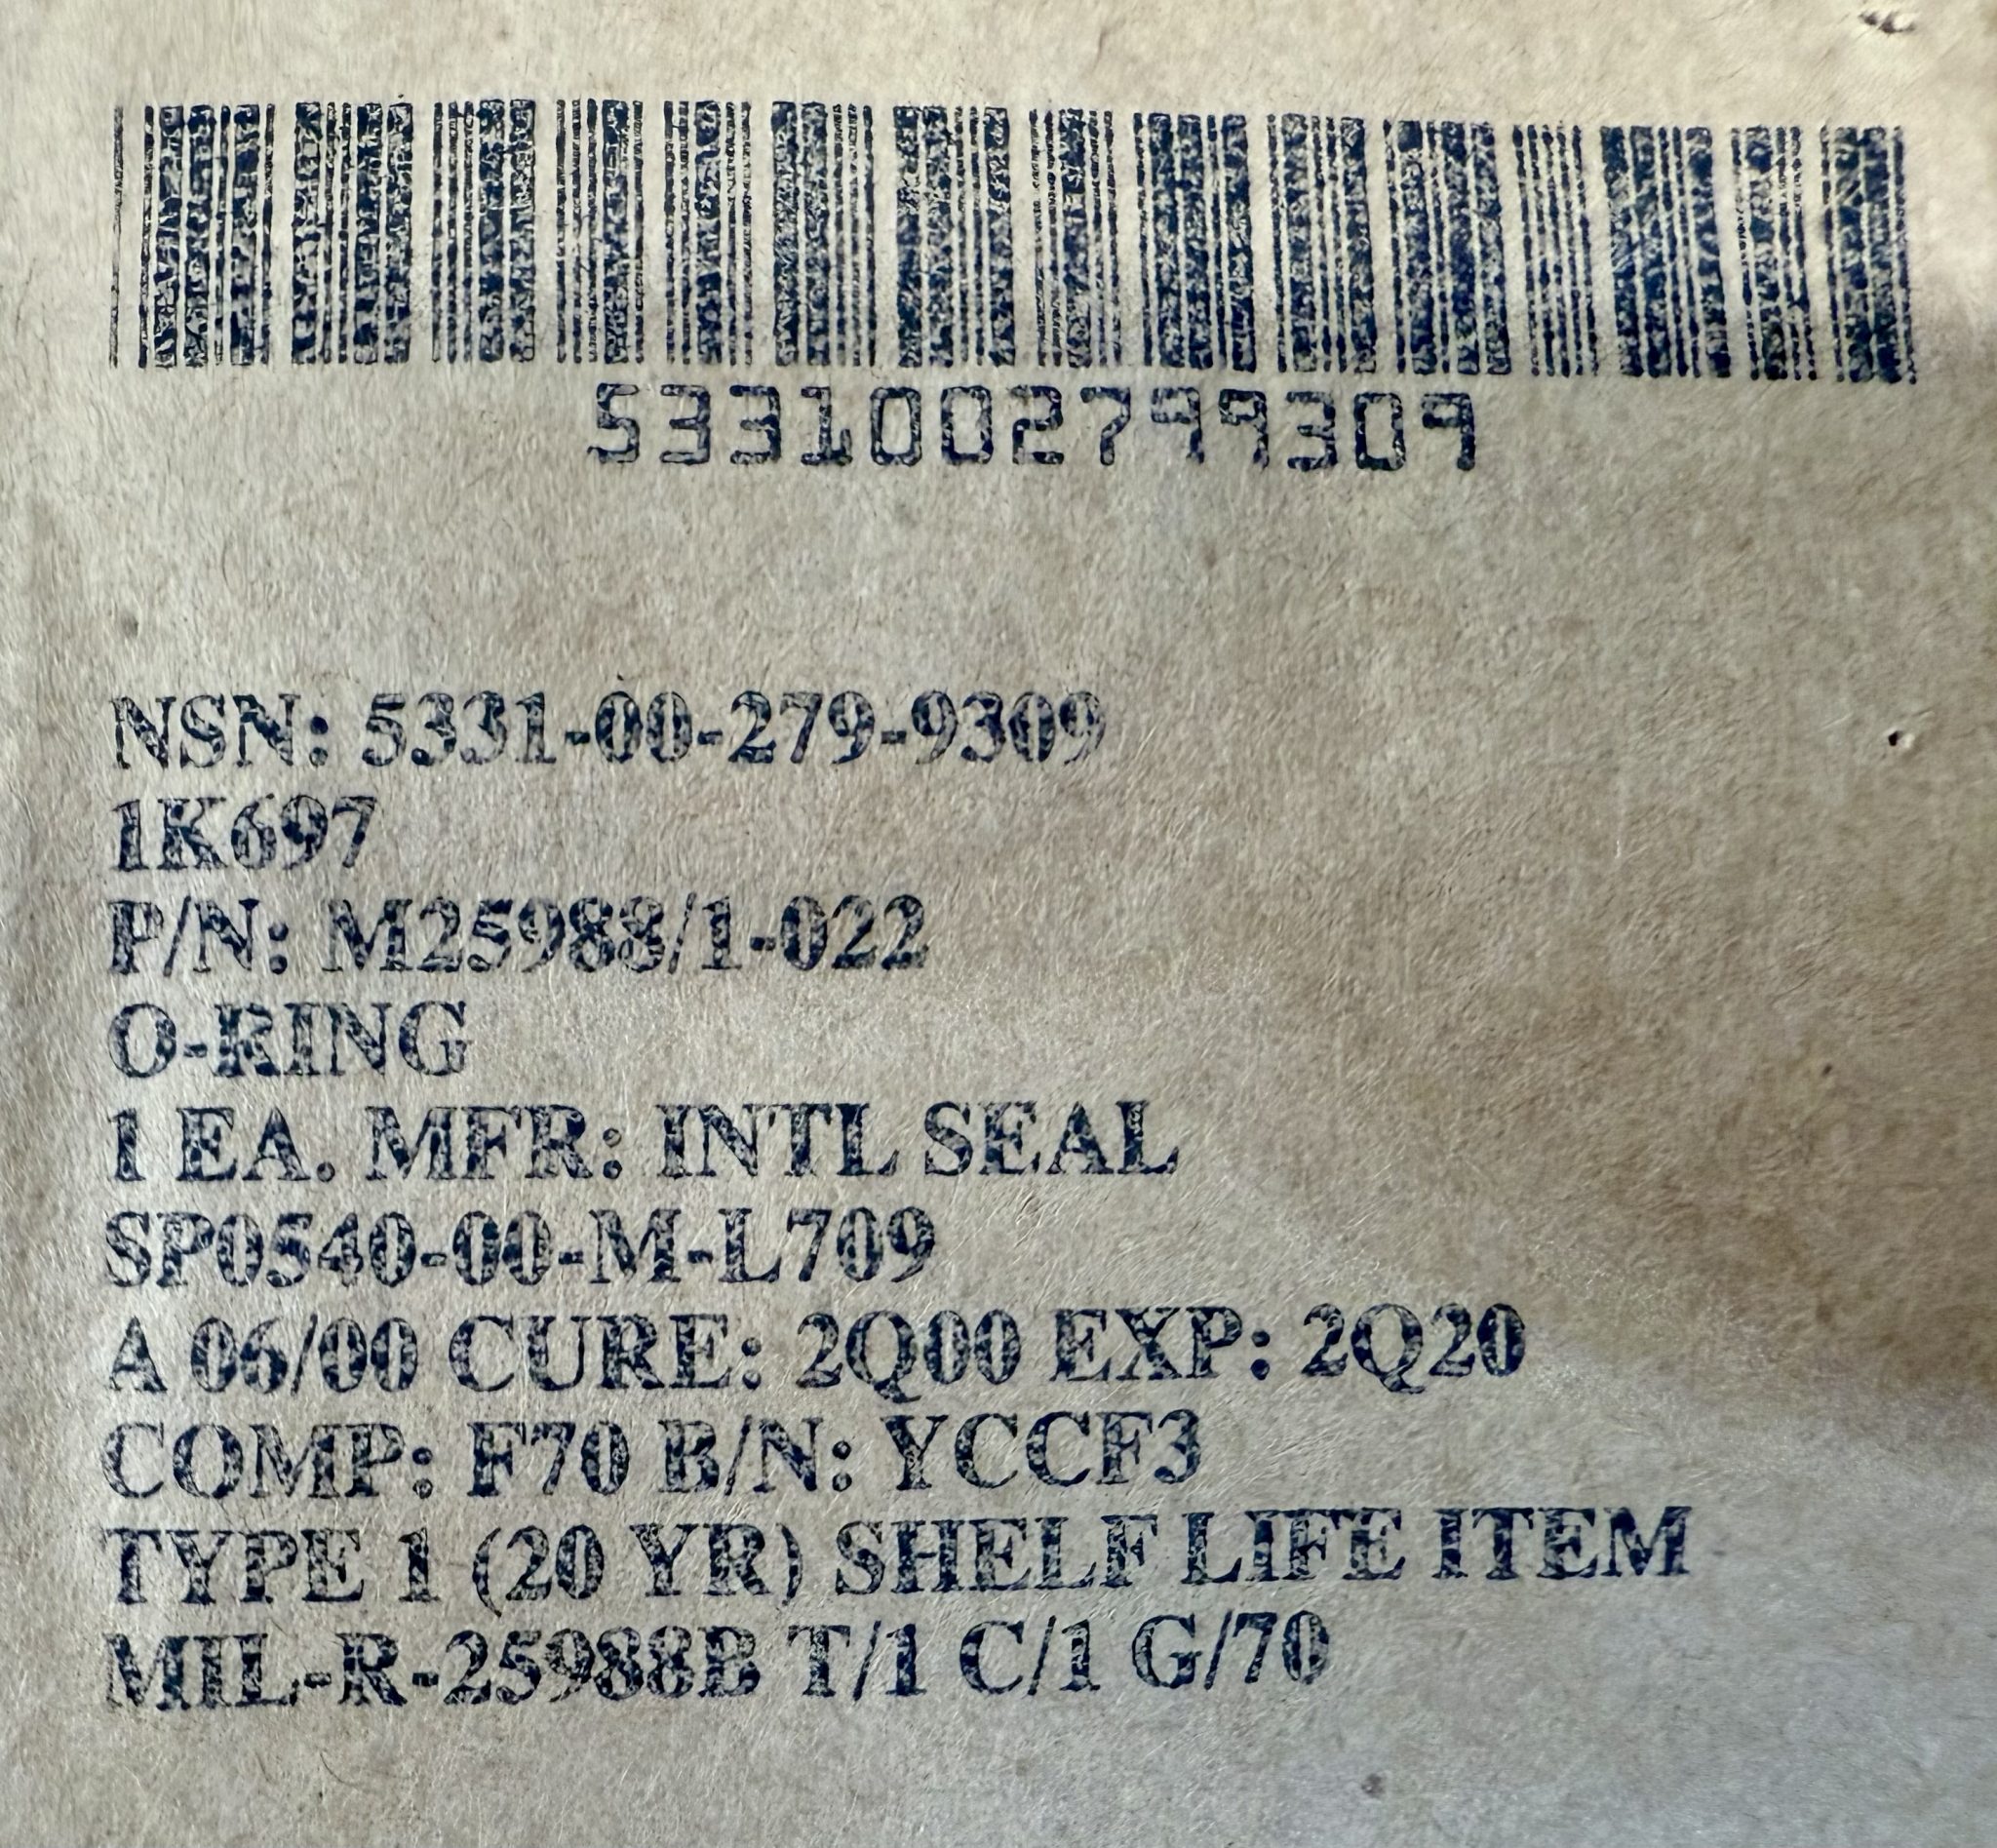 5331002799309
NSN: 5331-00-279-9309
1K697
P/N: M25988/1-022
O-RING
1 EA. MFR: INTL SEAL
SP0540-00-M-L709
A 06/00 CURE: 2Q00 EXP: 2Q20
COMP: F70 B/N: YCCF3
TYPE 1 (20 YR) SHELF LIFE ITEM
MIL-R-25988B T/1 C/1 G/70